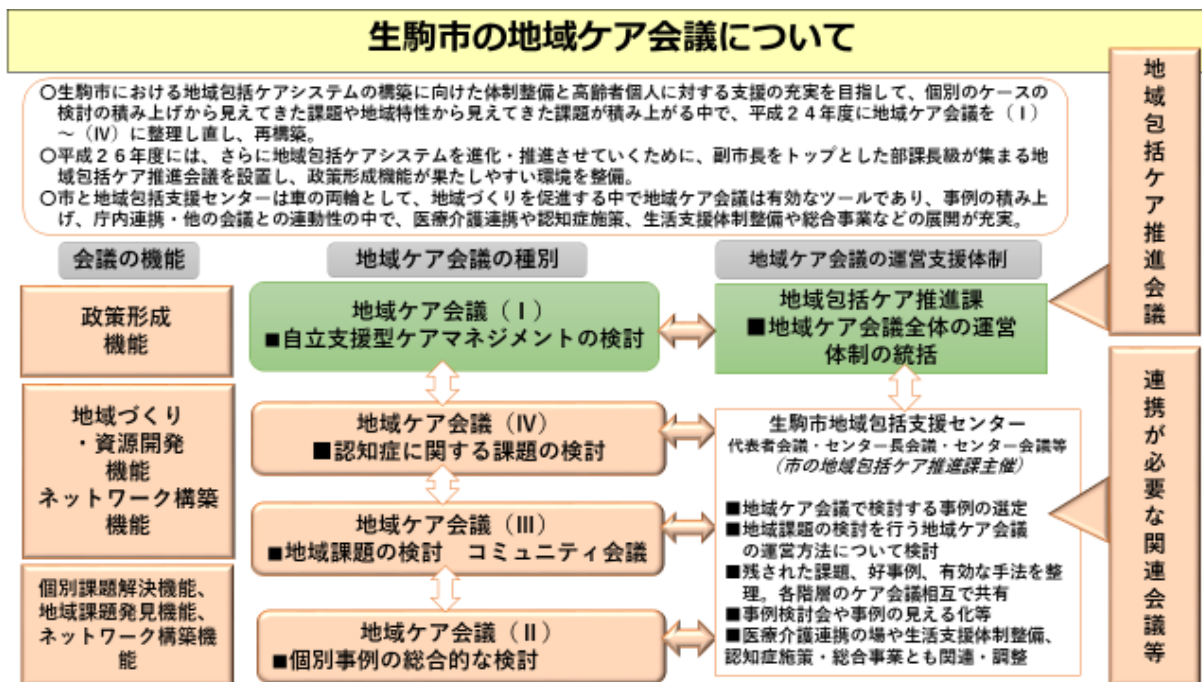 生駒市の地域ケア会議について
〇生駒市における地域包括ケアシステムの構築に向けた体制整備と高齢者個人に対する支援の充実を目指して、個別のケースの
検討の積み上げから見えてきた課題や地域特性から見えてきた課題が積み上がる中で、平成２４年度に地域ケア会議を（Ⅰ）
～（Ⅳ）に整理し直し、再構築。
〇平成２６年度には、さらに地域包括ケアシステムを進化・推進させていくために、副市長をトップとした部課長級が集まる地
域包括ケア推進会議を設置し、政策形成機能が果たしやすい環境を整備。
〇市と地域包括支援センターは車の両輪として、地域づくりを促進する中で地域ケア会議は有効なツールであり、事例の積み上
げ、庁内連携・他の会議との連動性の中で、医療介護連携や認知症施策、生活支援体制整備や総合事業などの展開が充実。
会議の機能
政策形成
機能
地域づくり
・資源開発
機能
ネットワーク構築
機能
個別課題解決機能、
地域課題発見機能、
ネットワーク構築機
能
地域ケア会議の種別
地域ケア会議（Ⅰ）
■自立支援型ケアマネジメントの検討
地域ケア会議（Ⅳ）
■認知症に関する課題の検討
地域ケア会議（Ⅲ）
■地域課題の検討　コミュニティ会議
地域ケア会議（Ⅱ）
■個別事例の総合的な検討
地域ケア会議の運営支援体制
地域包括ケア推進課
■地域ケア会議全体の運営
体制の統括
生駒市地域包括支援センター
代表者会議・センター長会議・センター会議等
（市の地域包括ケア推進課主催）
■地域ケア会議で検討する事例の選定
■地域課題の検討を行う地域ケア会議
の運営方法について検討
■残された課題、好事例、有効な手法を整
理。各階層のケア会議相互で共有
■事例検討会や事例の見える化等
■医療介護連携の場や生活支援体制整備、
認知症施策・総合事業とも関連・調整
地域包括ケア推進会議
連携が必要な関連会議等